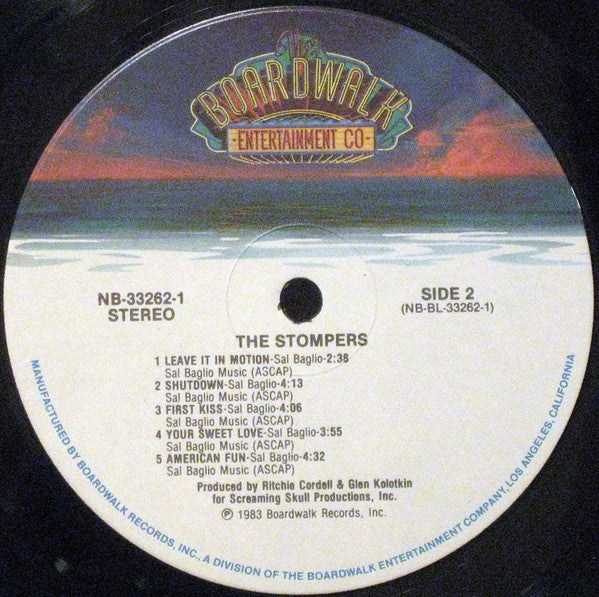 The
BOARDWALK
-ENTERTAINMENT CO-
NB-33262-1
STEREO
SIDE 2
(NB-BL-33262-1)
THE STOMPERS
1 LEAVE IT IN MOTION-Sal Baglio-2:38
Sal Baglio Music (ASCAP)
2 SHUTDOWN-Sal Baglio-4:13
Sal Baglio Music (ASCAP)
3 FIRST KISS-Sal Baglio-4:06
Sal Baglio Music (ASCAP)
4 YOUR SWEET LOVE-Sal Baglio-3:55
Sal Baglio Music (ASCAP)
5 AMERICAN FUN-Sal Baglio-4:32
Sal Baglio Music (ASCAP)
Produced by Ritchie Cordell & Glen Kolotkin
for Screaming Skull Productions, Inc.
℗ 1983 Boardwalk Records, Inc.
MANUFACTURED BY BOARDWALK RECORDS, INC., A DIVISION OF THE BOARDWALK ENTERTAINMENT COMPANY, LOS ANGELES, CALIFORNIA